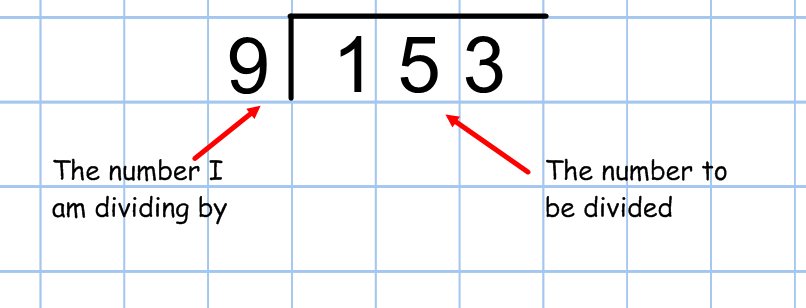 9 153
The number I
am dividing by
The number to
be divided